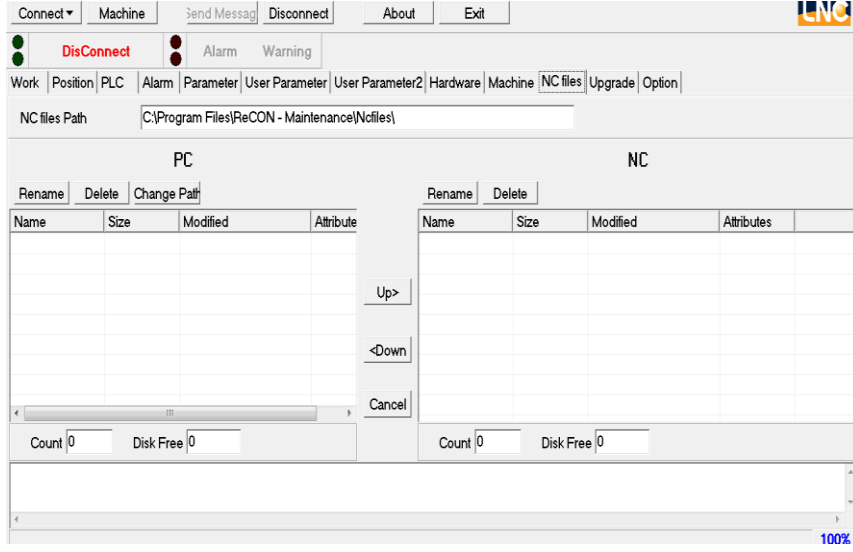 Connect Machine Send Messag Disconnect About Exit LNC
DisConnect Alarm Warning
Work Position PLC Alarm Parameter User Parameter User Parameter2 Hardware Machine NC files Upgrade Option
NC files Path C:\Program Files\ReCON - Maintenance\Ncfiles\
PC NC
Rename Delete Change Path Rename Delete
Name Size Modified Attribute Name Size Modified Attributes
Up>
<Down
Cancel
Count 0 Disk Free 0 Count 0 Disk Free 0
100%